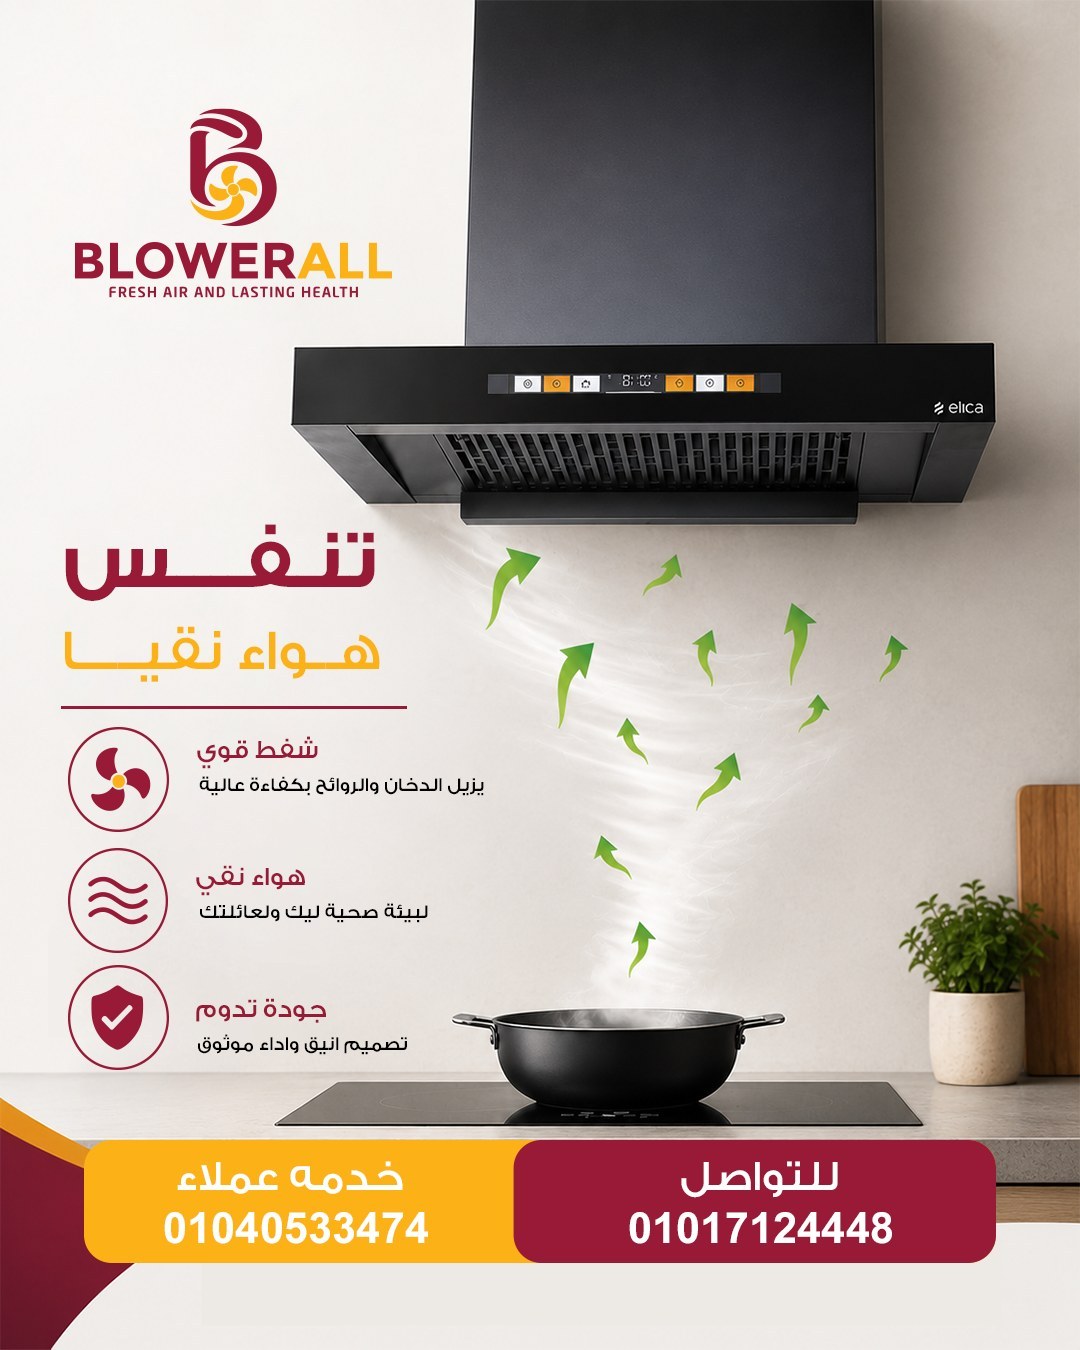 BLOWERALL
FRESH AIR AND LASTING HEALTH
elica
تنفس
هواء نقيا
شفط قوي
يزيل الدخان والروائح بكفاءة عالية
هواء نقي
لبيئة صحية ليك ولعائلتك
جودة تدوم
تصميم انيق واداء موثوق
للتواصل
01017124448
خدمه عملاء
01040533474